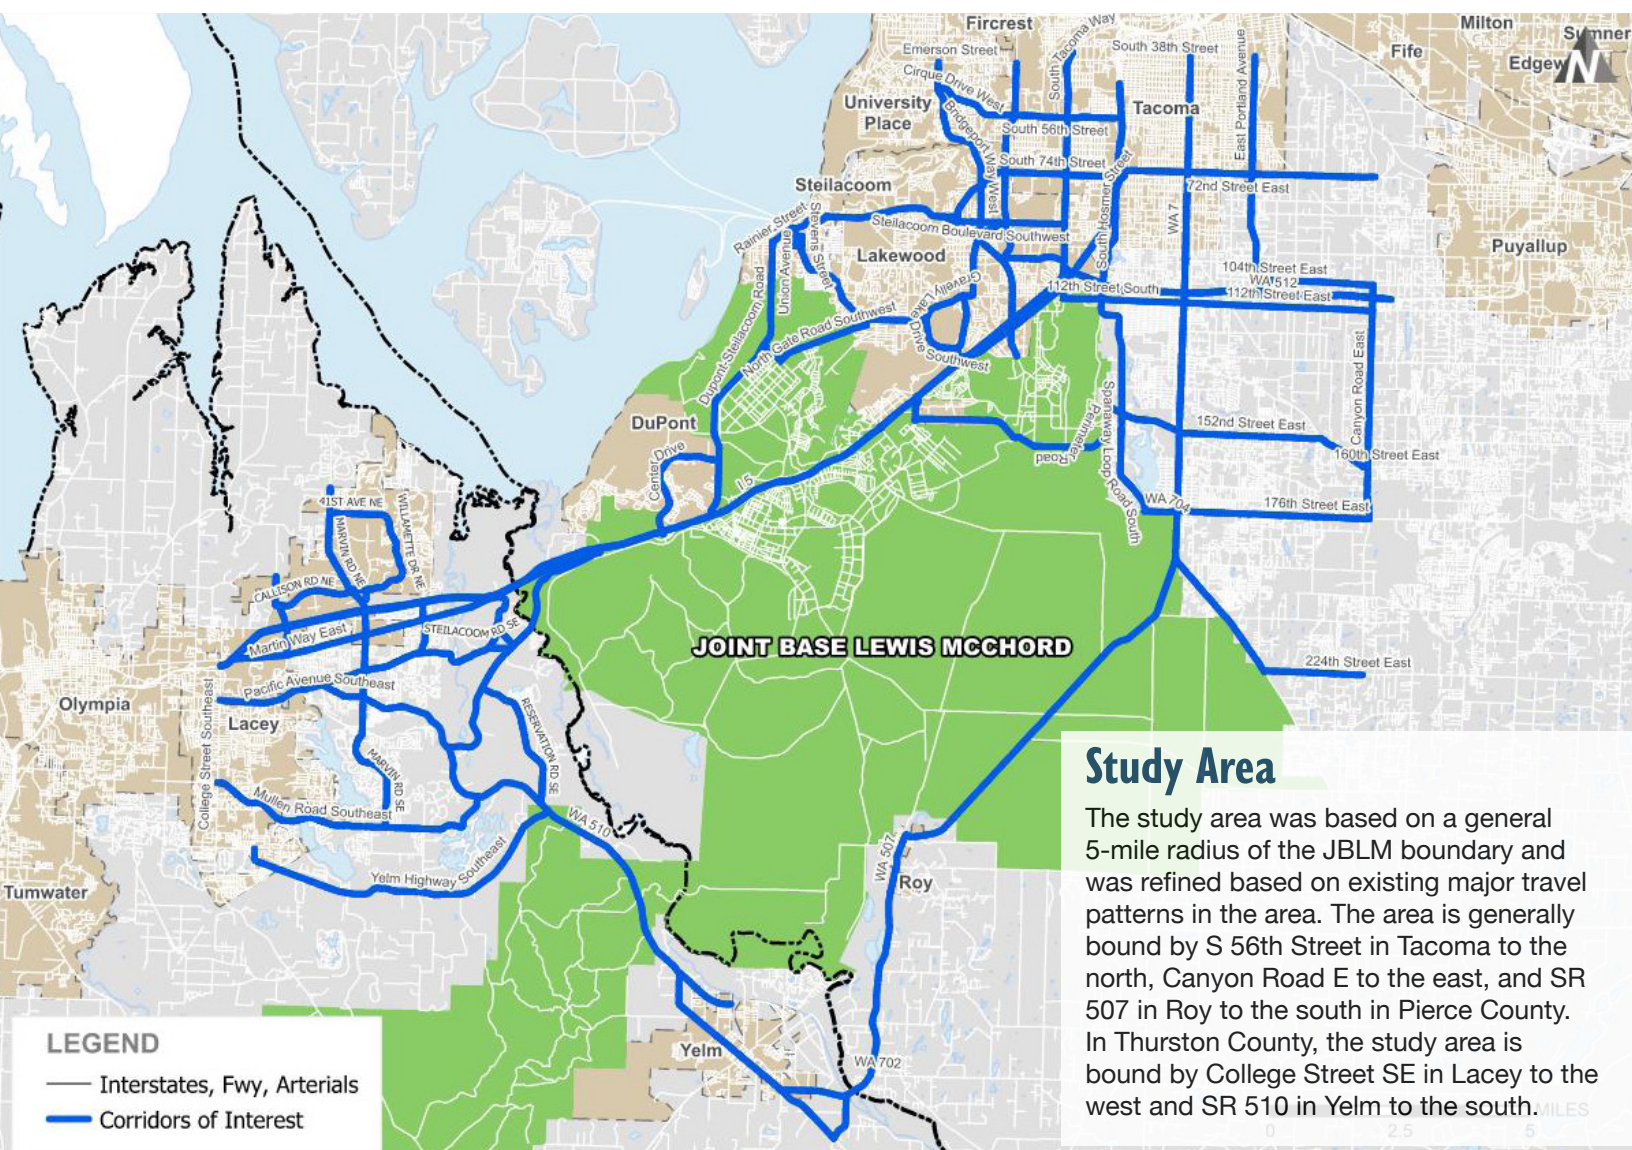 Fircrest
Milton
Sumner
Emerson Street
South Tacoma Way
South 38th Street
East Portland Avenue
Fife
Edgew
N
Cirque Drive West
University
Place
Bridgeport Way West
Tacoma
South 56th Street
South 74th Street
South Hosmer Street
72nd Street East
WA 7
Steilacoom
Rainier Street
Stevens Street
Union Avenue
Steilacoom Boulevard Southwest
Lakewood
Puyallup
104th Street East
WA 512
112th Street South
112th Street East
Gravelly Lake Drive Southwest
Dupont-Steilacoom Road
North Gate Road Southwest
Canyon Road East
DuPont
Center Drive
I 5
Perimeter Road
Spanaway Loop Road South
152nd Street East
160th Street East
WA 704
176th Street East
41ST AVE NE
MARVIN RD NE
WILLAMETTE DR NE
CALLISON RD NE
Martin Way East
STEILACOOM RD SE
JOINT BASE LEWIS MCCHORD
224th Street East
Pacific Avenue Southeast
Olympia
Lacey
College Street Southeast
RESERVATION RD SE
MARVIN RD SE
Mullen Road Southeast
WA 510
Yelm Highway Southeast
Tumwater
WA 507
Roy
Yelm
WA 702
Study Area
The study area was based on a general
5-mile radius of the JBLM boundary and
was refined based on existing major travel
patterns in the area. The area is generally
bound by S 56th Street in Tacoma to the
north, Canyon Road E to the east, and SR
507 in Roy to the south in Pierce County.
In Thurston County, the study area is
bound by College Street SE in Lacey to the
west and SR 510 in Yelm to the south.
MILES
0 2.5 5
LEGEND
Interstates, Fwy, Arterials
Corridors of Interest